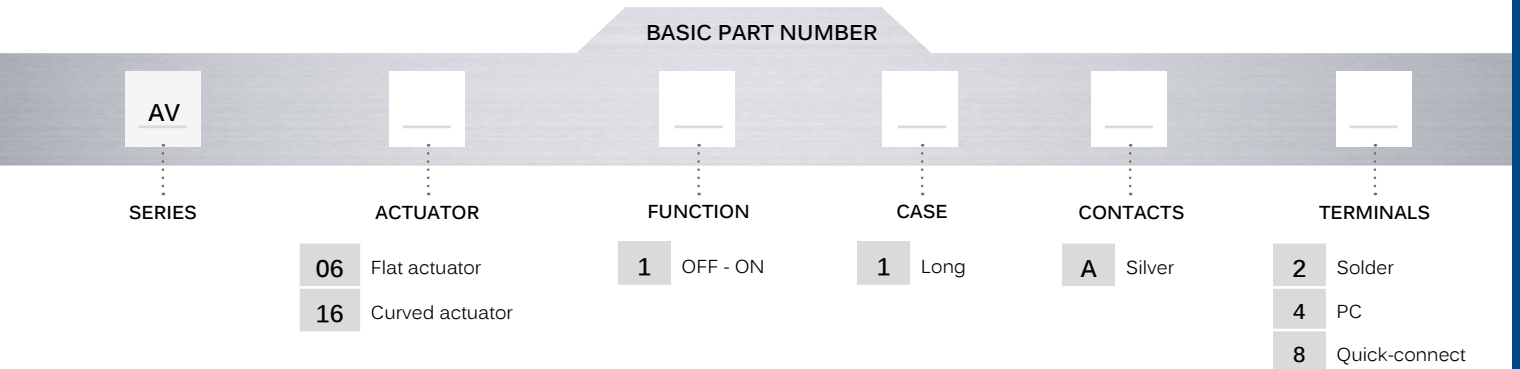 BASIC PART NUMBER
AV
SERIES ACTUATOR FUNCTION CASE CONTACTS TERMINALS
06 Flat actuator 1 OFF - ON 1 Long A Silver 2 Solder
16 Curved actuator 4 PC
8 Quick-connect